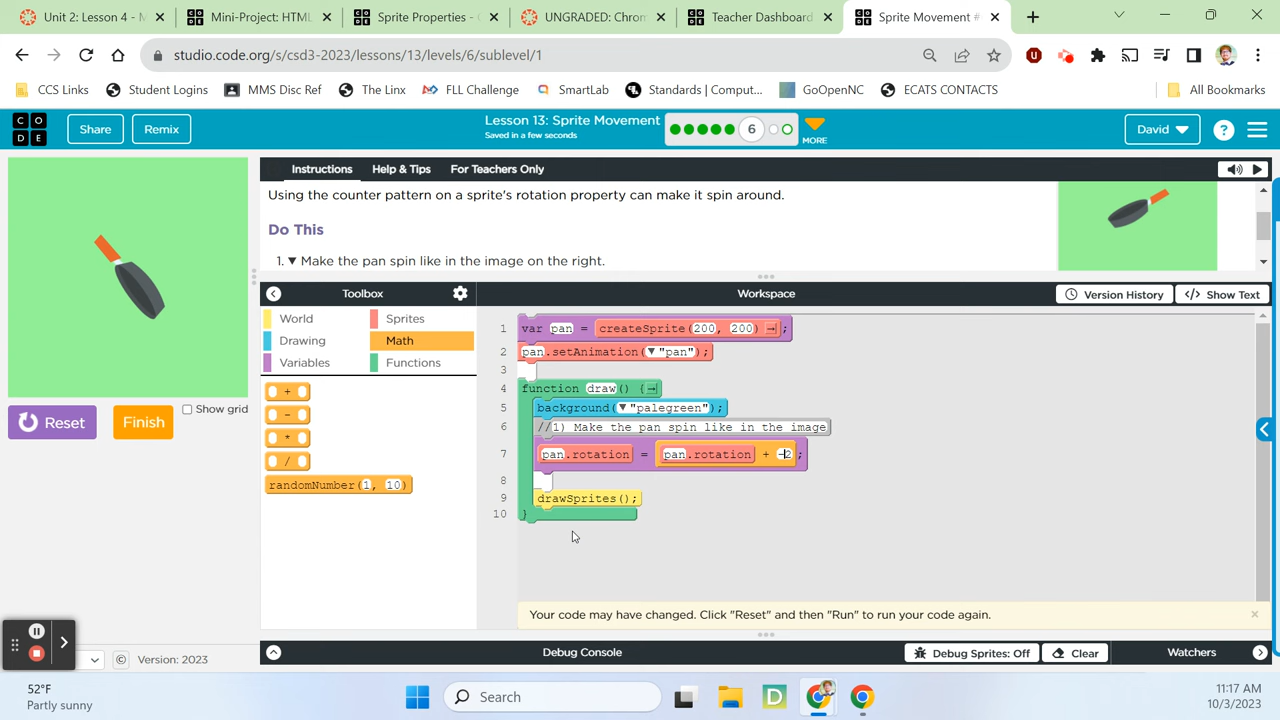 Unit 2: Lesson 4 - M
Mini-Project: HTML
Sprite Properties - C
UNGRADED: Chrom
Teacher Dashboard
Sprite Movement #
studio.code.org/s/csd3-2023/lessons/13/levels/6/sublevel/1
CCS Links
Student Logins
MMS Disc Ref
The Linx
FLL Challenge
SmartLab
Standards | Comput...
GoOpenNC
ECATS CONTACTS
All Bookmarks
C O
D E
Share
Remix
Lesson 13: Sprite Movement
Saved in a few seconds
6
MORE
David
?
Instructions
Help & Tips
For Teachers Only
Using the counter pattern on a sprite's rotation property can make it spin around.
Do This
1. ▼ Make the pan spin like in the image on the right.
Toolbox
Workspace
Version History
</> Show Text
World
Sprites
Drawing
Math
Variables
Functions
+
-
*
/
randomNumber(1, 10)
1 var pan = createSprite(200, 200) → ;
2 pan.setAnimation(▼ "pan");
3
4 function draw() { →
5 background(▼ "palegreen");
6 //1) Make the pan spin like in the image
7 pan.rotation = pan.rotation + -2;
8
9 drawSprites();
10 }
Reset
Finish
Show grid
Your code may have changed. Click "Reset" and then "Run" to run your code again.
© Version: 2023
Debug Console
Debug Sprites: Off
Clear
Watchers
52°F
Partly sunny
Search
D
11:17 AM
10/3/2023